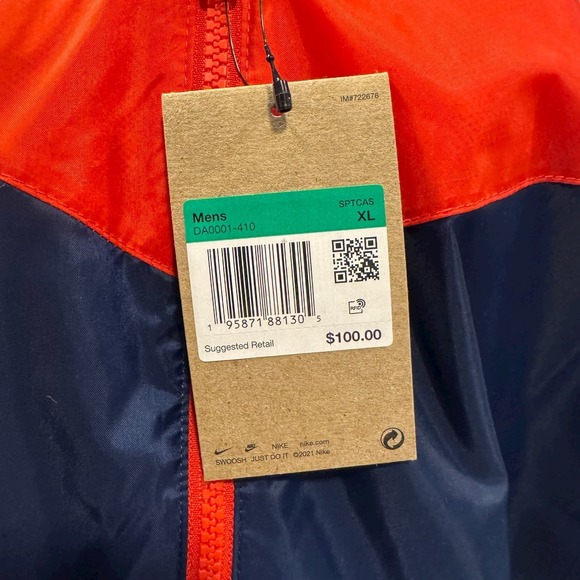 IM#722676
Mens SPTCAS
DA0001-410 XL
1 95871 88130 5
RFID
Suggested Retail $100.00
NIKE nike.com
SWOOSH JUST DO IT ©2021 Nike